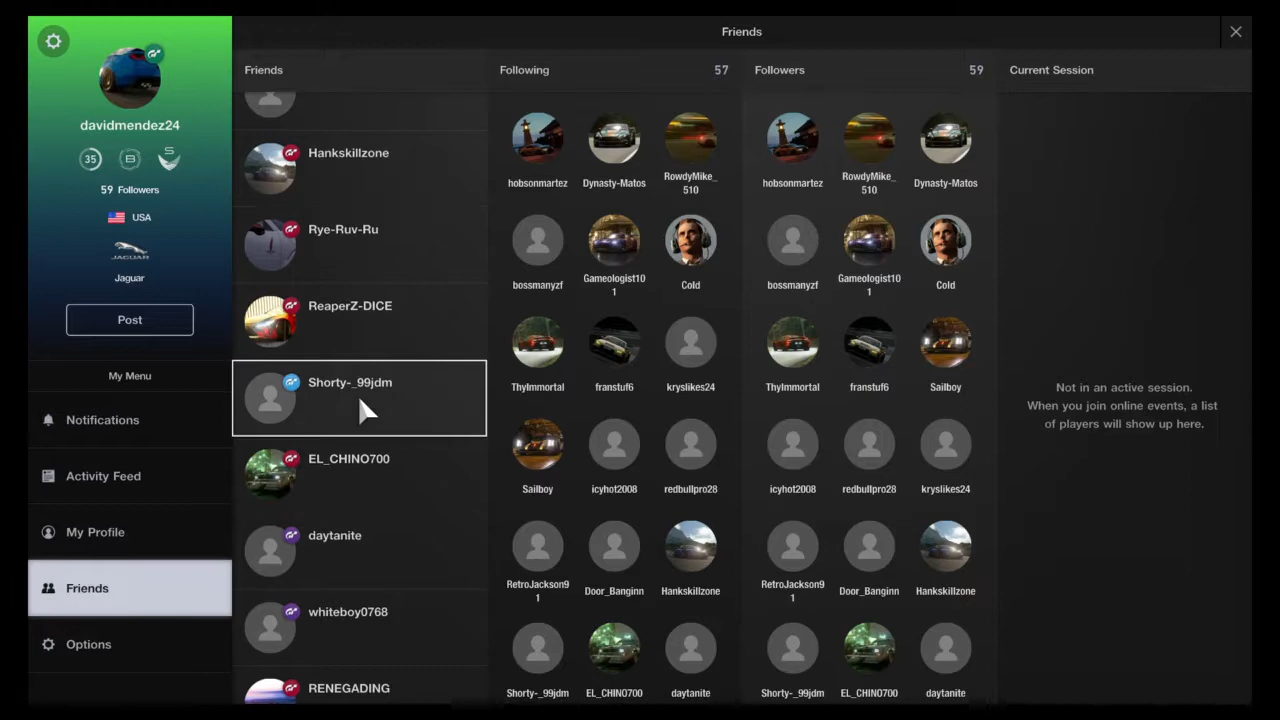 Friends
davidmendez24
35
B
S
59 Followers
USA
JAGUAR
Jaguar
Post
My Menu
Notifications
Activity Feed
My Profile
Friends
Options
Friends
Hankskillzone
Rye-Ruv-Ru
ReaperZ-DICE
Shorty-_99jdm
EL_CHINO700
daytanite
whiteboy0768
RENEGADING
Following 57
hobsonmartez
Dynasty-Matos
RowdyMike_
510
bossmanyzf
Gameologist10
1
Cold
ThyImmortal
franstuf6
kryslikes24
Sailboy
icyhot2008
redbullpro28
RetroJackson9
1
Door_Banginn
Hankskillzone
Shorty-_99jdm
EL_CHINO700
daytanite
Followers 59
hobsonmartez
RowdyMike_
510
Dynasty-Matos
bossmanyzf
Gameologist10
1
Cold
ThyImmortal
franstuf6
Sailboy
icyhot2008
redbullpro28
kryslikes24
RetroJackson9
1
Door_Banginn
Hankskillzone
Shorty-_99jdm
EL_CHINO700
daytanite
Current Session
Not in an active session.
When you join online events, a list
of players will show up here.